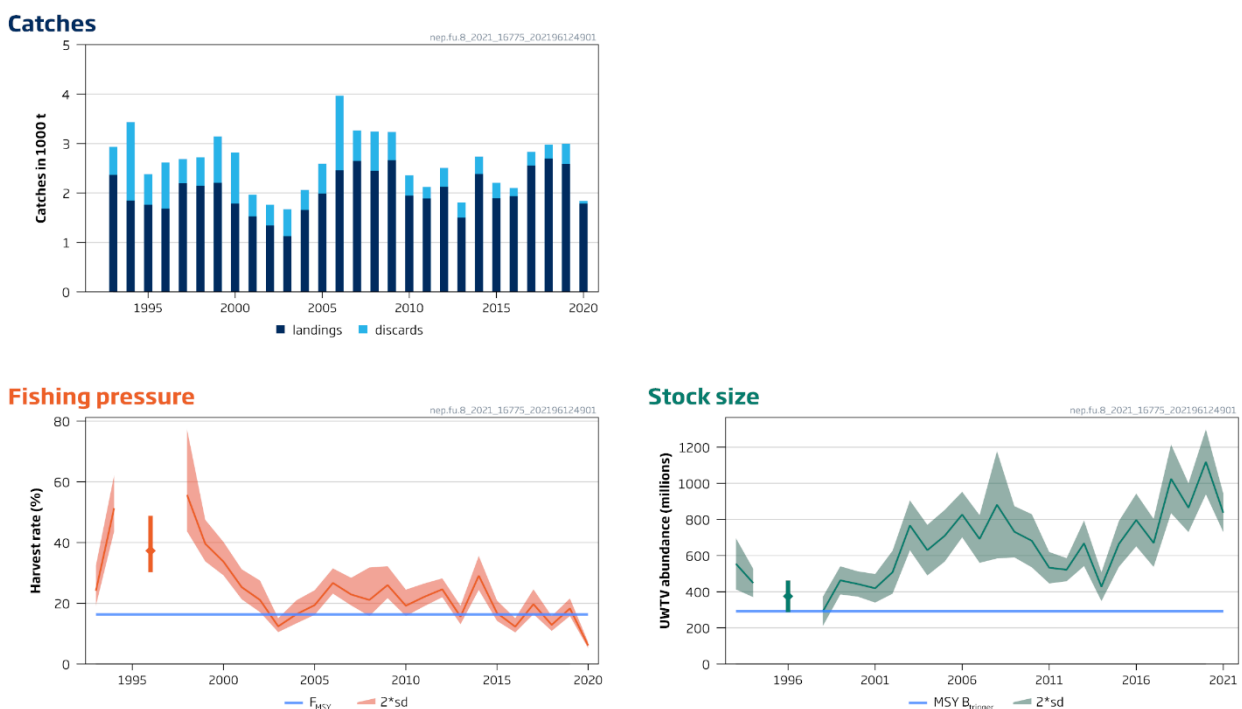 Catches
nep.fu.8_2021_16775_202196124901
Catches in 1000 t
5
4
3
2
1
0
1995 2000 2005 2010 2015 2020
landings discards
Fishing pressure
nep.fu.8_2021_16775_202196124901
Harvest rate (%)
80
60
40
20
0
1995 2000 2005 2010 2015 2020
FMSY 2*sd
Stock size
nep.fu.8_2021_16775_202196124901
UWTV abundance (millions)
1200
1000
800
600
400
200
0
1996 2001 2006 2011 2016 2021
MSY Btrigger 2*sd